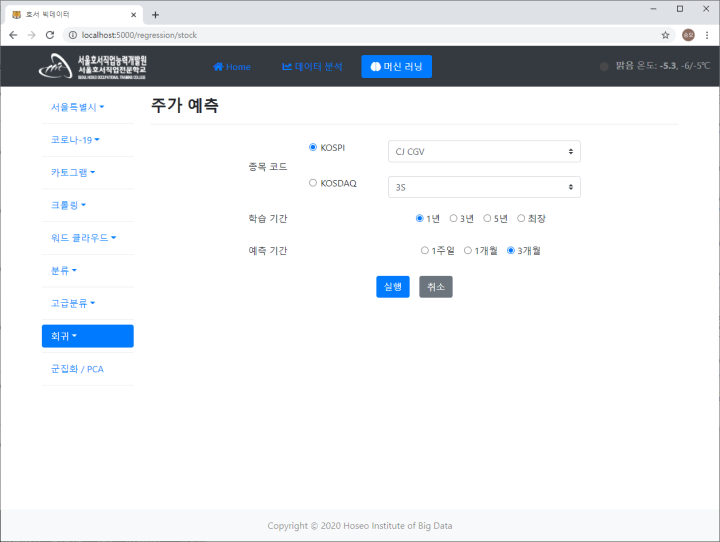 호서 빅데이터
localhost:5000/regression/stock
서울호서직업능력개발원
서울호서직업전문학교
SEOUL HOSEO OCCUPATIONAL TRAINING COLLEGE
Home
데이터 분석
머신 러닝
맑음 온도: -5.3, -6/-5℃
서울특별시
코로나-19
카토그램
크롤링
워드 클라우드
분류
고급분류
회귀
군집화 / PCA
주가 예측
종목 코드
KOSPI
CJ CGV
KOSDAQ
3S
학습 기간
1년 3년 5년 최장
예측 기간
1주일 1개월 3개월
실행 취소
Copyright © 2020 Hoseo Institute of Big Data